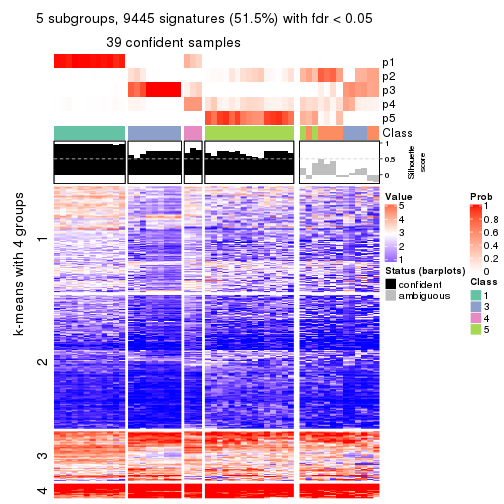 5 subgroups, 9445 signatures (51.5%) with fdr < 0.05
39 confident samples
p1
p2
p3
p4
p5
Class
1
0.5
0
Silhouette
score
k-means with 4 groups
1
2
3
4
Value
5
4
3
2
1
Status (barplots)
confident
ambiguous
Prob
1
0.8
0.6
0.4
0.2
0
Class
1
3
4
5